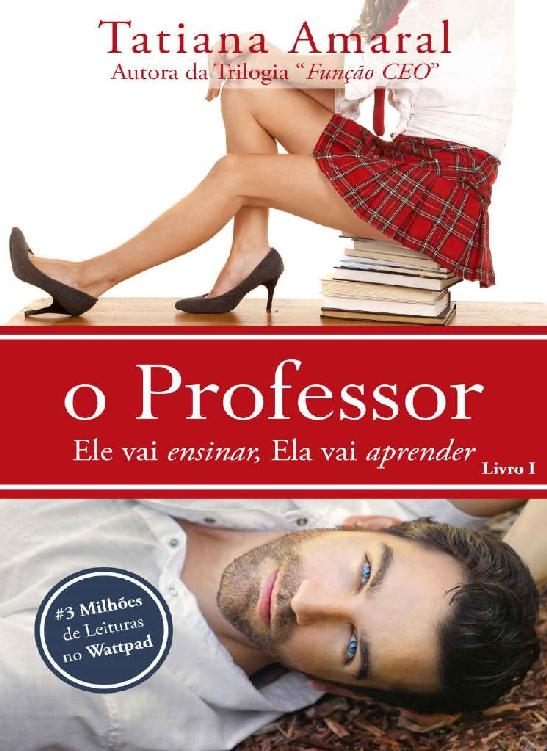 Tatiana Amaral
Autora da Trilogia “Função CEO”
o Professor
Ele vai ensinar, Ela vai aprender
Livro I
#3 Milhões
de Leituras
no Wattpad